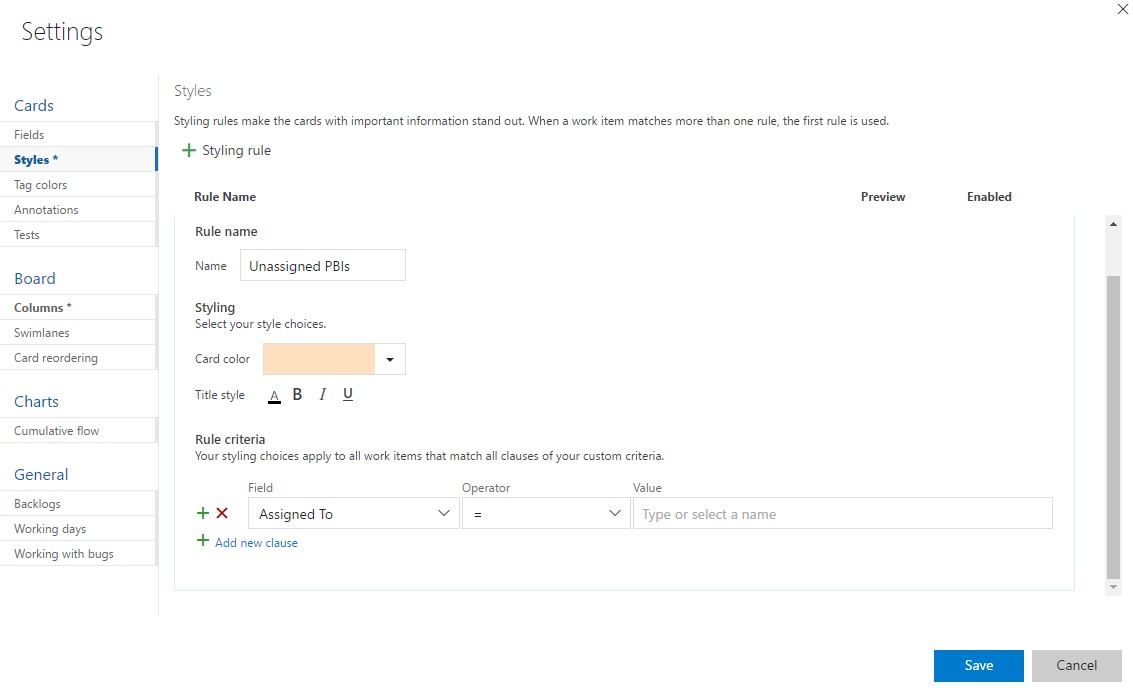 Settings
Cards
Fields
Styles *
Tag colors
Annotations
Tests
Board
Columns *
Swimlanes
Card reordering
Charts
Cumulative flow
General
Backlogs
Working days
Working with bugs
Styles
Styling rules make the cards with important information stand out. When a work item matches more than one rule, the first rule is used.
+ Styling rule
Rule Name Preview Enabled
Rule name
Name Unassigned PBIs
Styling
Select your style choices.
Card color
Title style A B I U
Rule criteria
Your styling choices apply to all work items that match all clauses of your custom criteria.
Field Operator Value
Assigned To = Type or select a name
+ Add new clause
Save Cancel